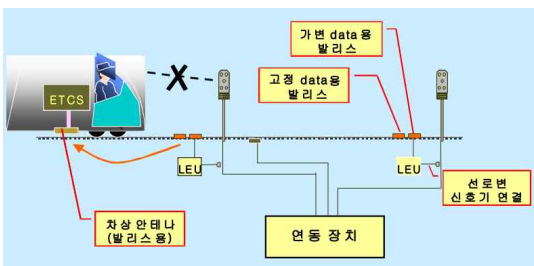 가변 data용
발리스
고정 data용
발리스
ETCS
LEU
LEU
선로변
신호기 연결
차상안테나
(발리스용)
연동 장치